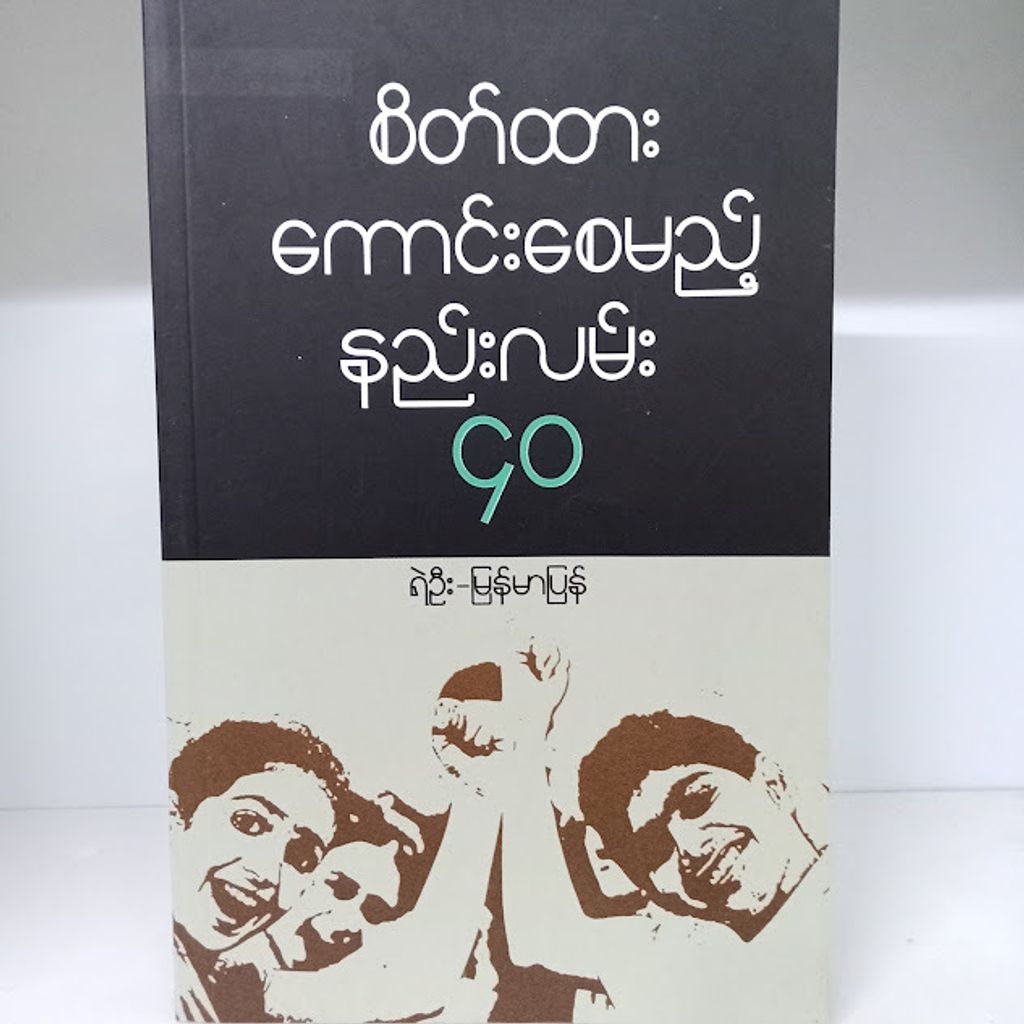 စိတ်ထား
ကောင်းစေမည့်
နည်းလမ်း
၄၀
ရဲဦး-မြန်မာပြန်